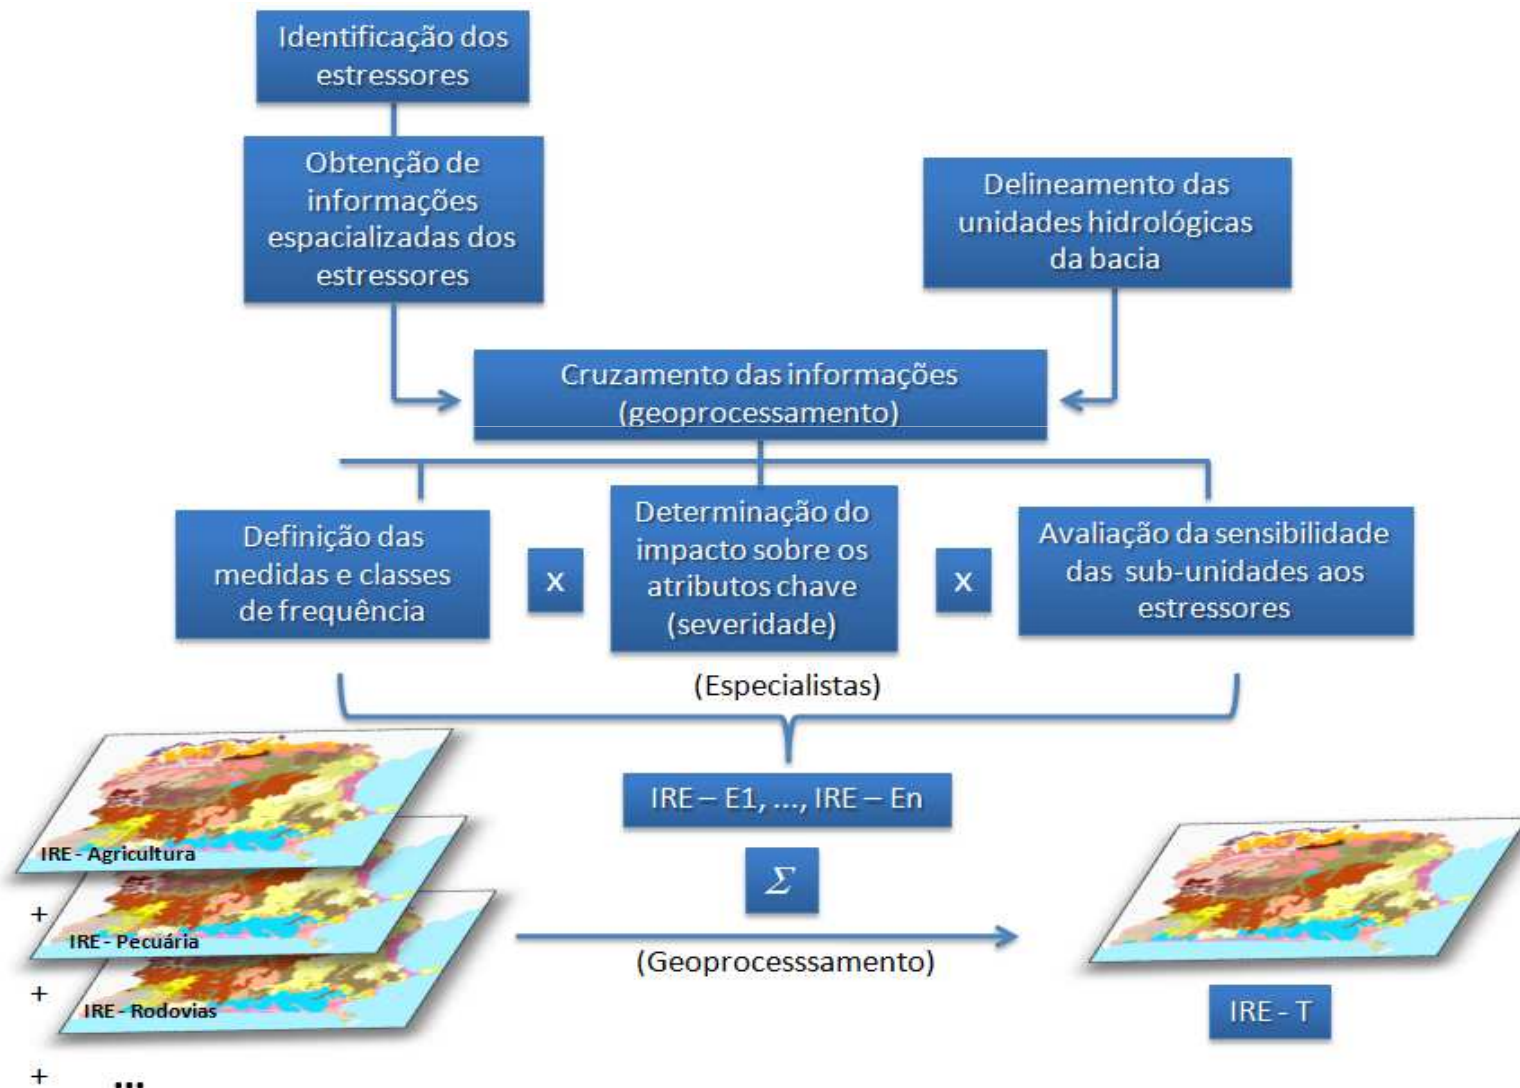 Identificação dos
estressores
Obtenção de
informações
espacializadas dos
estressores
Delineamento das
unidades hidrológicas
da bacia
Cruzamento das informações
(geoprocessamento)
Definição das
medidas e classes
de frequência
x
Determinação do
impacto sobre os
atributos chave
(severidade)
x
Avaliação da sensibilidade
das sub-unidades aos
estressores
(Especialistas)
IRE – E1, ..., IRE – En
Σ
(Geoprocesssamento)
IRE - Agricultura
+
IRE - Pecuária
+
IRE - Rodovias
+ ...
IRE - T